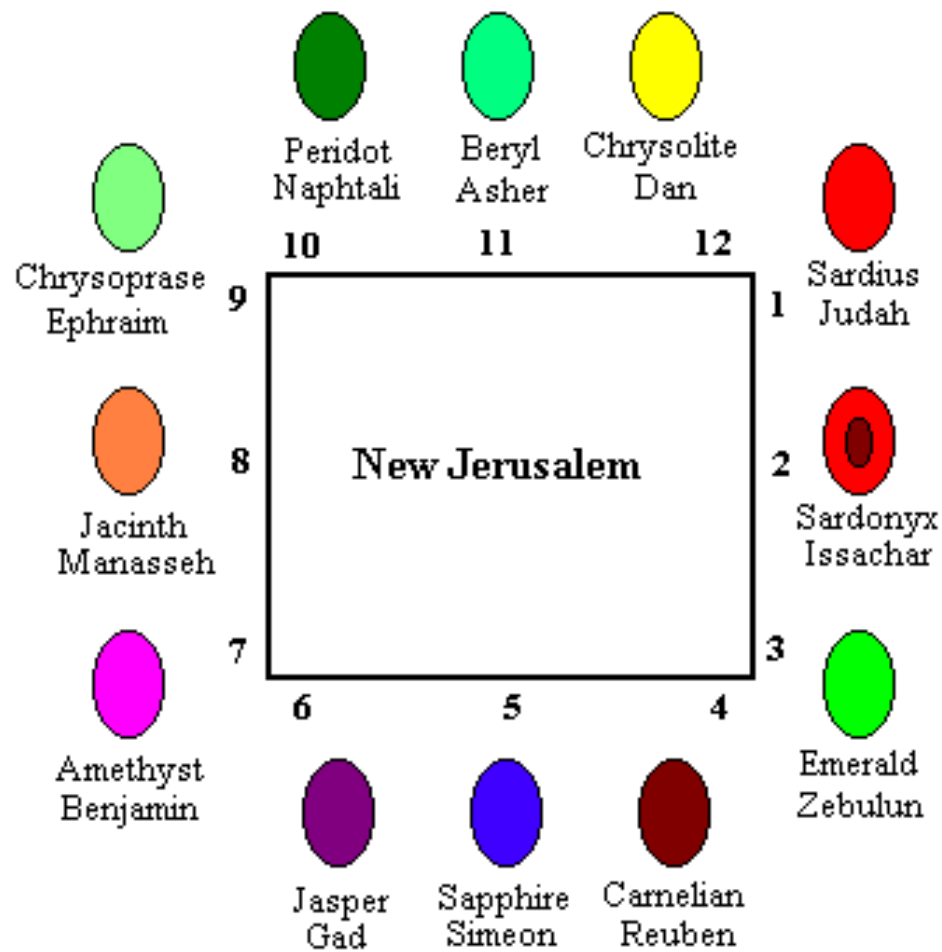 Peridot
Naphtali
Beryl
Asher
Chrysolite
Dan
10
11
12
Chrysoprase
Ephraim
9
1
Sardius
Judah
Jacinth
Manasseh
8
New Jerusalem
2
Sardonyx
Issachar
Amethyst
Benjamin
7
3
Emerald
Zebulun
6
5
4
Jasper
Gad
Sapphire
Simeon
Carnelian
Reuben